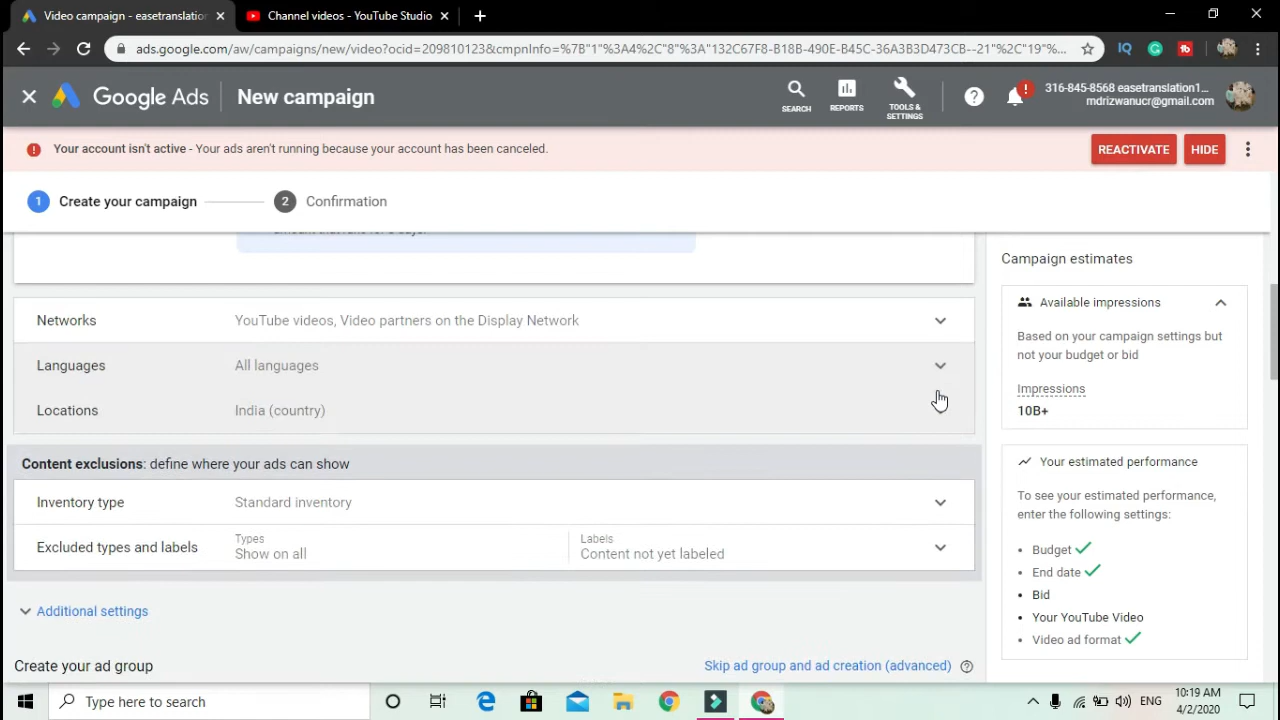 Video campaign - easetranslation
Channel videos - YouTube Studio
ads.google.com/aw/campaigns/new/video?ocid=209810123&cmpnInfo=%7B"1"%3A4%2C"8"%3A"132C67F8-B18B-490E-B45C-36A3B3D473CB--21"%2C"19"%...
Google Ads
New campaign
SEARCH
REPORTS
TOOLS &
SETTINGS
316-845-8568 easetranslation1...
mdrizwanucr@gmail.com
Your account isn't active - Your ads aren't running because your account has been canceled.
REACTIVATE
HIDE
1 Create your campaign
2 Confirmation
Networks YouTube videos, Video partners on the Display Network
Languages All languages
Locations India (country)
Content exclusions: define where your ads can show
Inventory type Standard inventory
Excluded types and labels
Types
Show on all
Labels
Content not yet labeled
Additional settings
Create your ad group
Skip ad group and ad creation (advanced)
Campaign estimates
Available impressions
Based on your campaign settings but
not your budget or bid
Impressions
10B+
Your estimated performance
To see your estimated performance,
enter the following settings:
• Budget
• End date
• Bid
• Your YouTube Video
• Video ad format
Type here to search
ENG
10:19 AM
4/2/2020